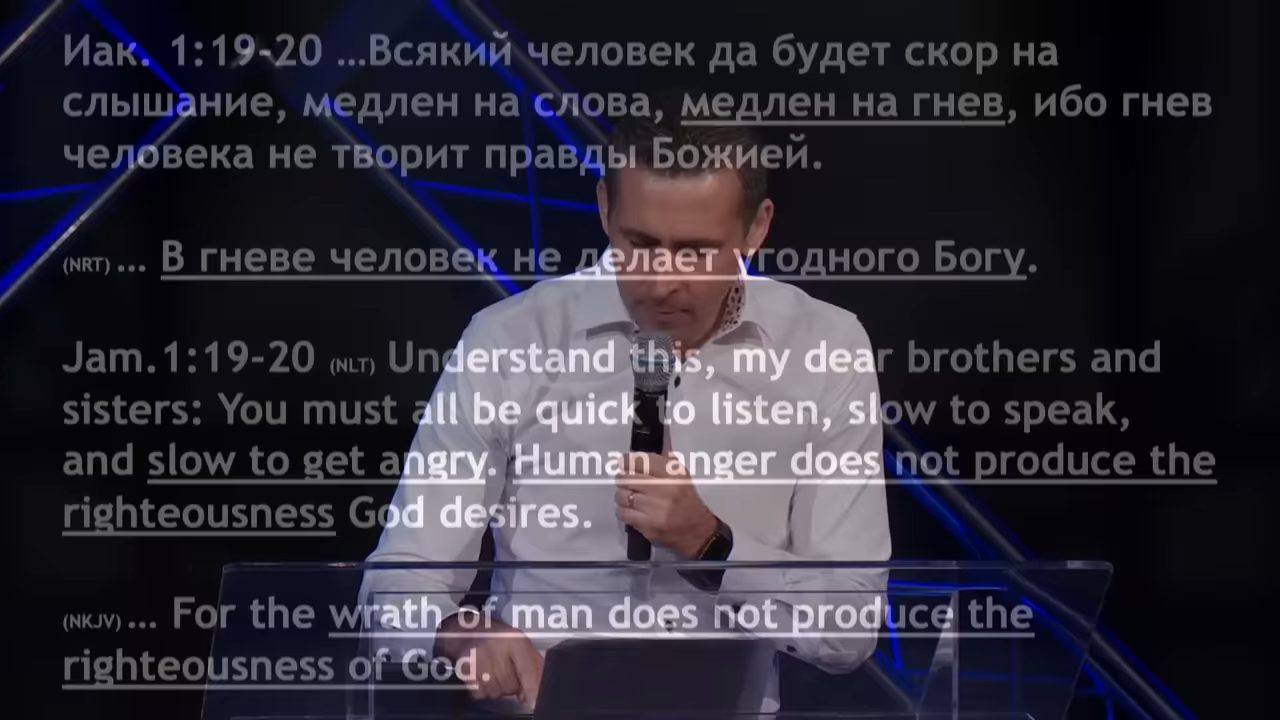 Иак. 1:19-20 ...Всякий человек да будет скор на
слышание, медлен на слова, медлен на гнев, ибо гнев
человека не творит правды Божией.
(NRT) ... В гневе человек не делает угодного Богу.
Jam.1:19-20 (NLT) Understand this, my dear brothers and
sisters: You must all be quick to listen, slow to speak,
and slow to get angry. Human anger does not produce the
righteousness God desires.
(NKJV) ... For the wrath of man does not produce the
righteousness of God.